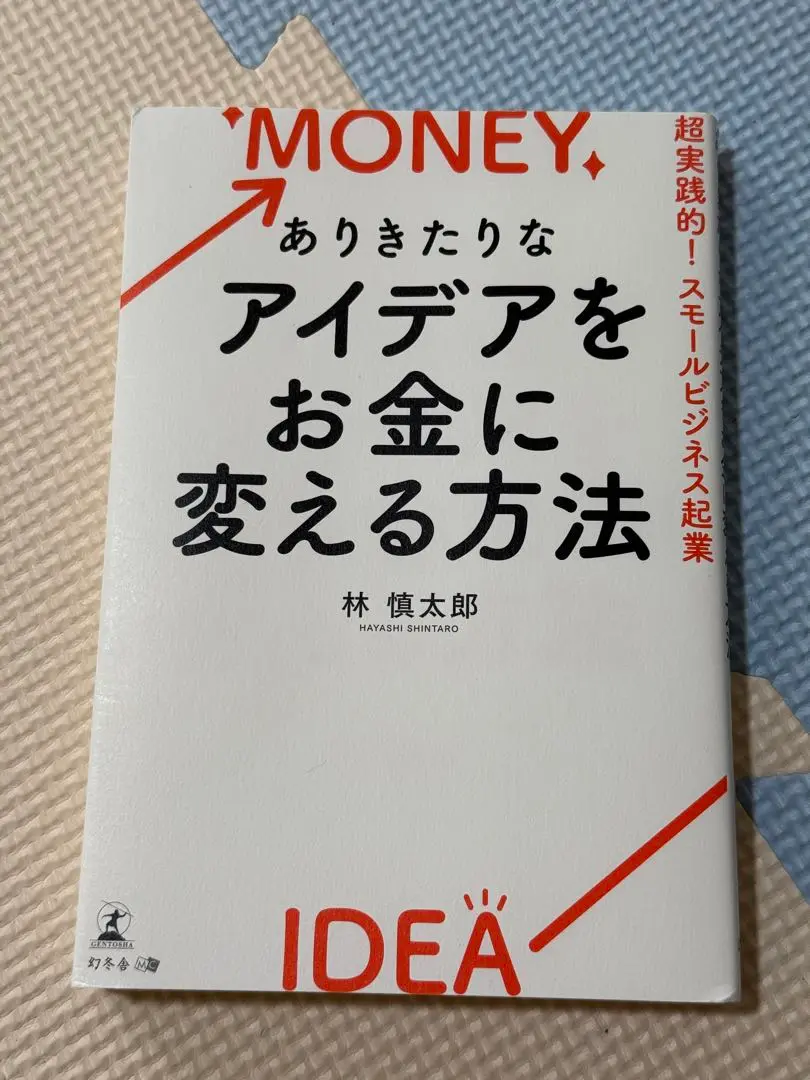 MONEY
ありきたりな
アイデアを
お金に
変える方法
林 慎太郎
HAYASHI SHINTARO
超実践的！ スモールビジネス起業
IDEA
GENTOSHA
幻冬舎 MC